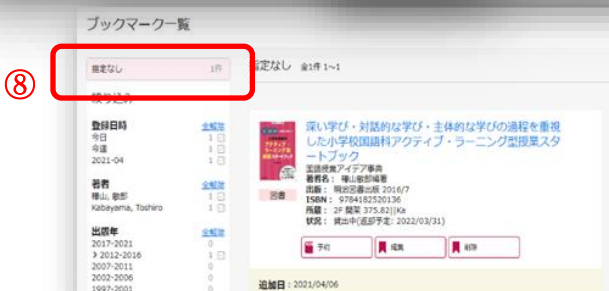 ブックマーク一覧
⑧
指定なし 1件
指定なし 全1件 1~1
絞り込み
登録日時 全解除
今日 1
今週 1
2021-04 1
著者 全解除
樺山, 敏郎 1
Kabayama, Toshiro 1
出版年 全解除
2017-2021 0
> 2012-2016 1
2007-2011 0
2002-2006 0
1997-2001 0
図書
深い学び・対話的な学び・主体的な学びの過程を重視
した小学校国語科アクティブ・ラーニング型授業スタ
ートブック
国語授業アイデア事典
著者名: 樺山敏郎編著
出版: 明治図書出版 2016/7
ISBN: 9784182520136
所蔵: 2F 開架 375.82||Ka
状況: 貸出中(返却予定: 2022/03/31)
予約 編集 削除
追加日:2021/04/06